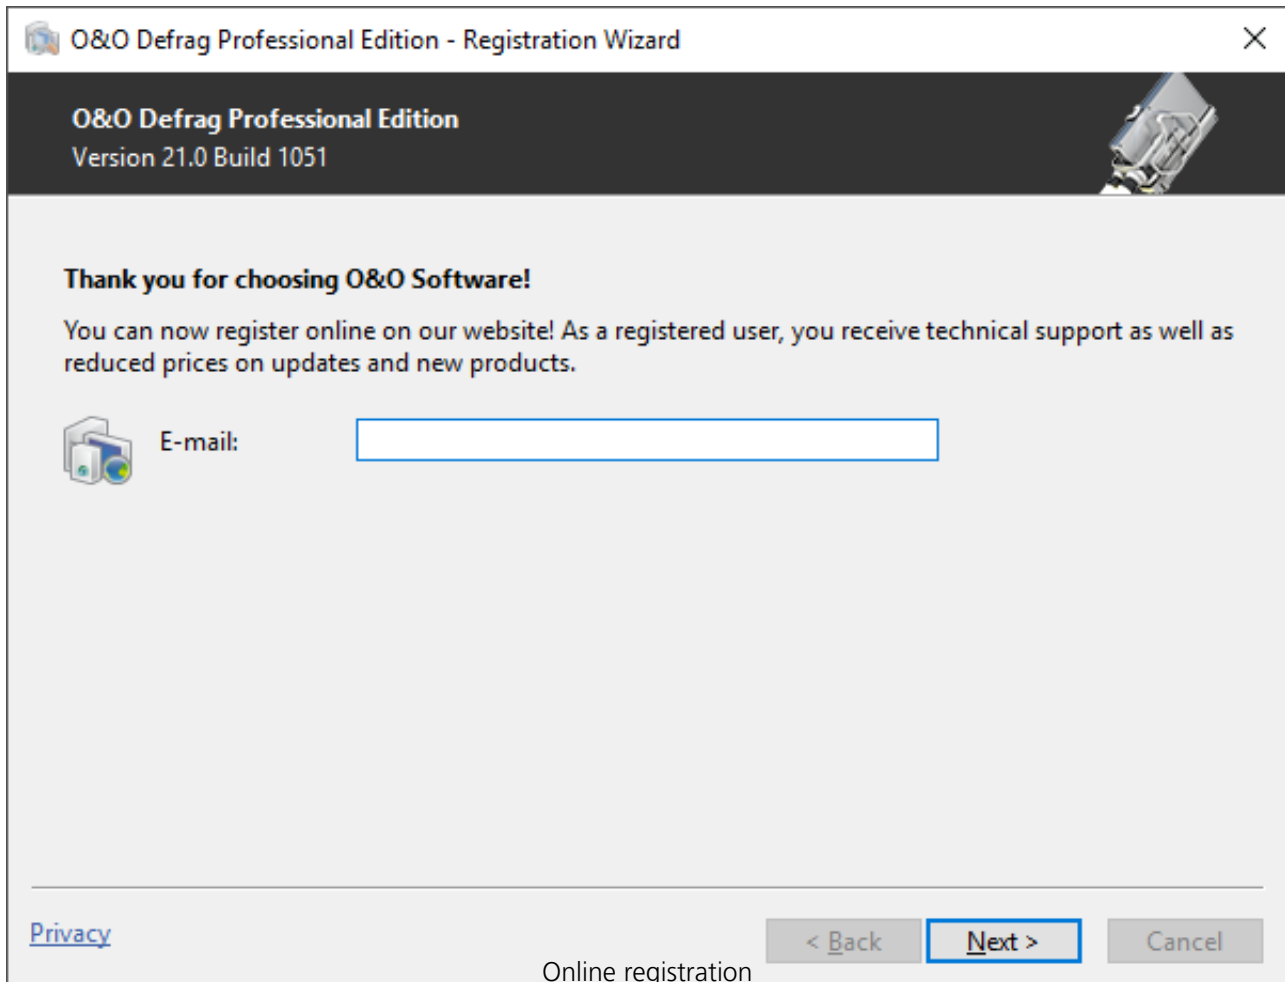 O&O Defrag Professional Edition - Registration Wizard
O&O Defrag Professional Edition
Version 21.0 Build 1051
Thank you for choosing O&O Software!
You can now register online on our website! As a registered user, you receive technical support as well as
reduced prices on updates and new products.
E-mail:
Privacy
< Back
Next >
Cancel
Online registration